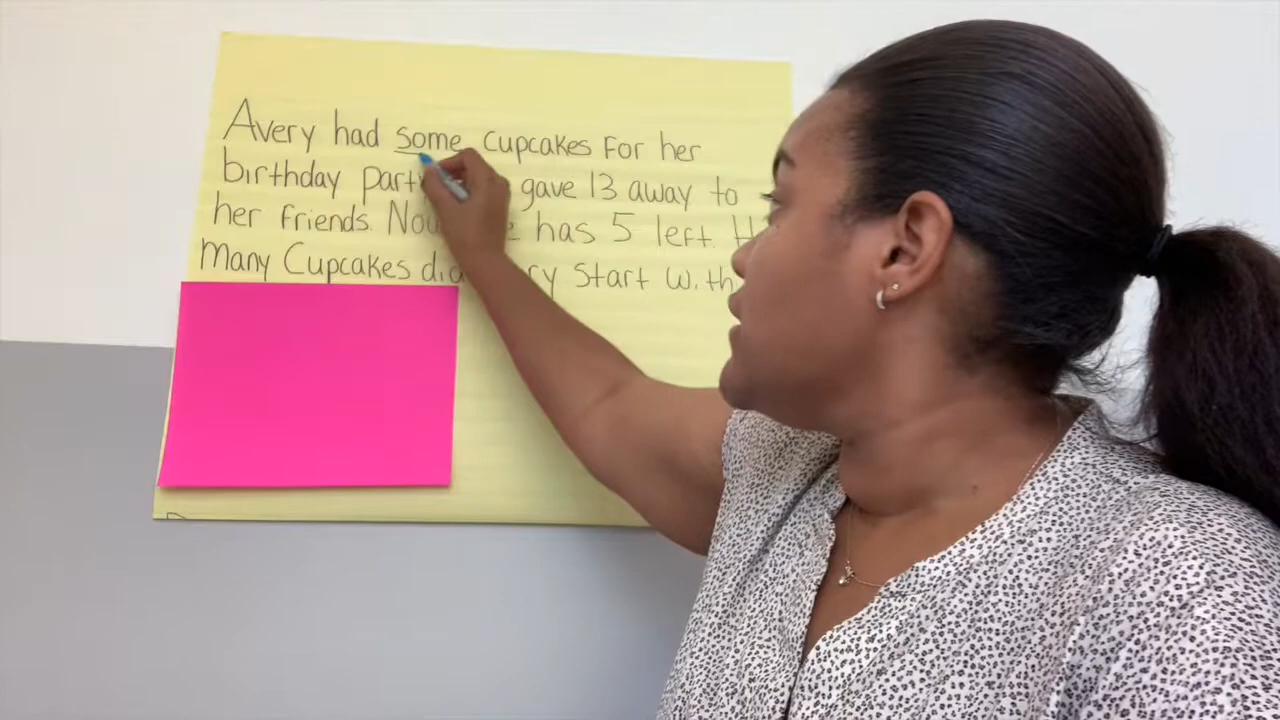 Avery had some cupcakes for her
birthday gave 13 away to
her friends. has 5 left.
Many Cupcakes Start with